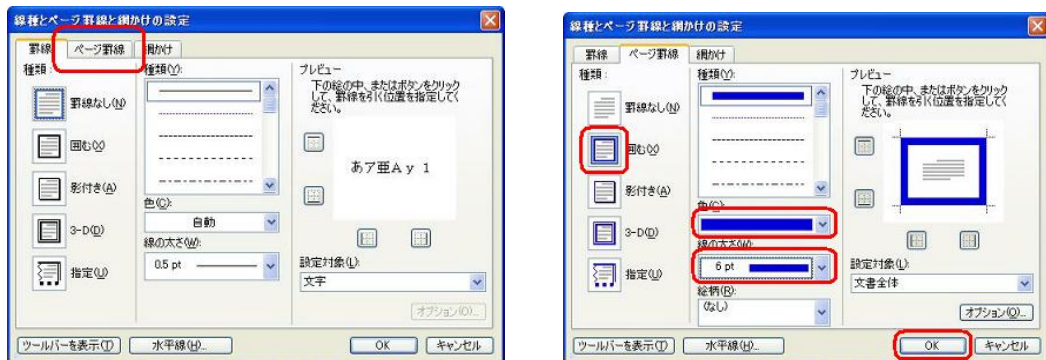 線種とページ罫線と網かけの設定
罫線 ページ罫線 網かけ
種類:
種類(Y):
プレビュー
罫線なし(N)
囲む(X)
影付き(A)
3-D(D)
指定(U)
下の絵の中、またはボタンをクリック
して、罫線を引く位置を指定してく
ださい。
あア亜Ay 1
色(C):
自動
線の太さ(W):
0.5 pt
設定対象(L):
文字
オプション(O)...
ツールバーを表示(T) 水平線(H)... OK キャンセル
線種とページ罫線と網かけの設定
罫線 ページ罫線 網かけ
種類:
種類(Y):
プレビュー
罫線なし(N)
囲む(X)
影付き(A)
3-D(D)
指定(U)
下の絵の中、またはボタンをクリック
して、罫線を引く位置を指定してく
ださい。
色(C):
線の太さ(W):
6 pt
絵柄(R):
(なし)
設定対象(L):
文書全体
オプション(O)...
ツールバーを表示(T) 水平線(H)... OK キャンセル